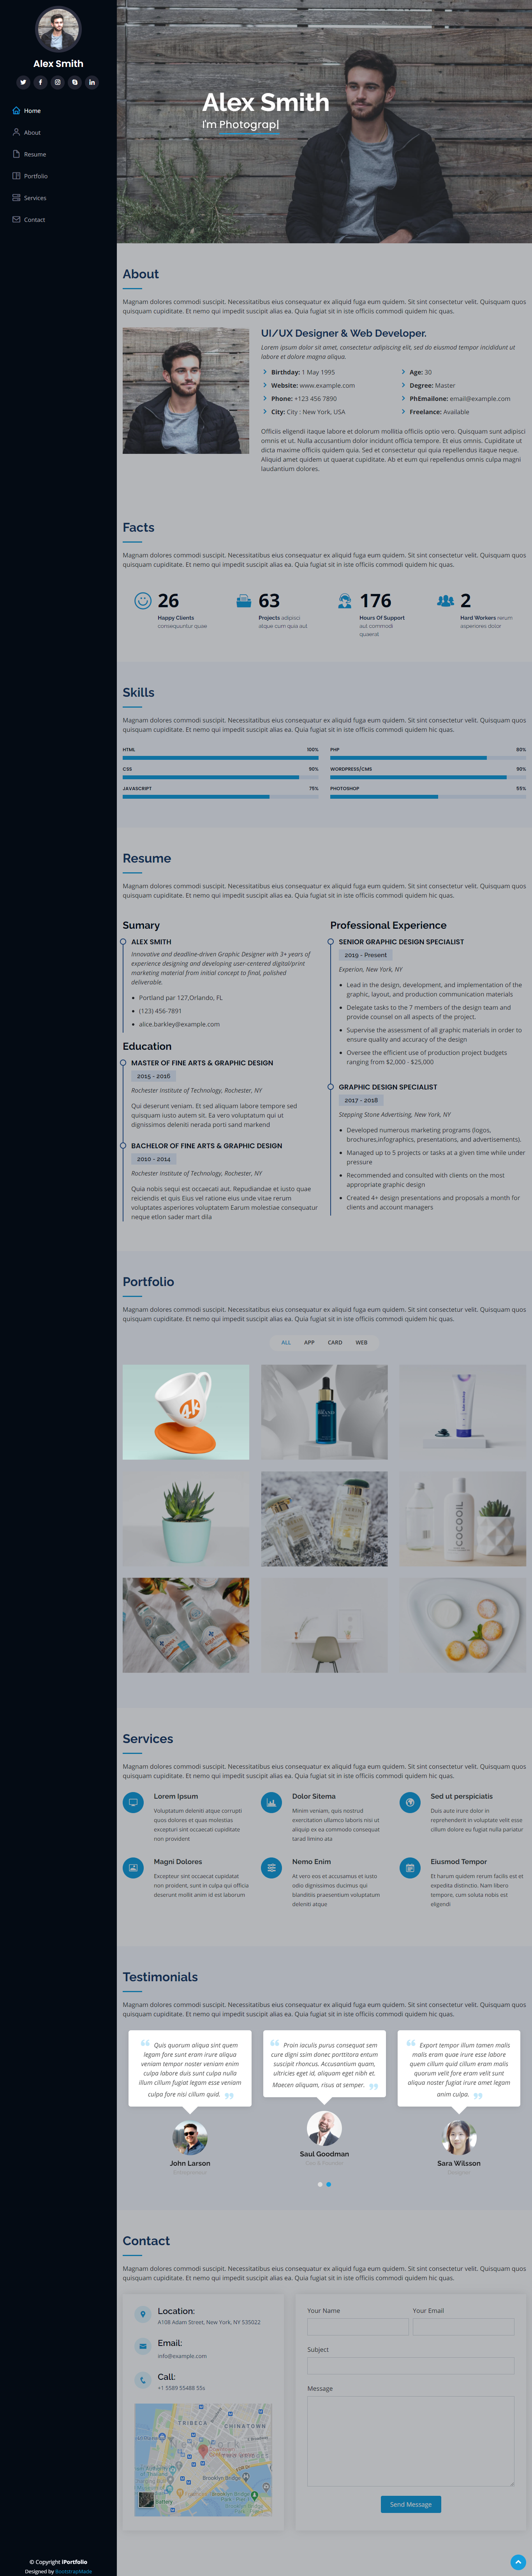 Alex Smith
Home
About
Resume
Portfolio
Services
Contact
© Copyright iPortfolio
Designed by BootstrapMade
Alex Smith
I'm Photograp|
About
Magnam dolores commodi suscipit. Necessitatibus eius consequatur ex aliquid fuga eum quidem. Sit sint consectetur velit. Quisquam quos
quisquam cupiditate. Et nemo qui impedit suscipit alias ea. Quia fugiat sit in iste officiis commodi quidem hic quas.
UI/UX Designer & Web Developer.
Lorem ipsum dolor sit amet, consectetur adipiscing elit, sed do eiusmod tempor incididunt ut
labore et dolore magna aliqua.
Birthday: 1 May 1995
Age: 30
Website: www.example.com
Degree: Master
Phone: +123 456 7890
PhEmailone: email@example.com
City: City : New York, USA
Freelance: Available
Officiis eligendi itaque labore et dolorum mollitia officiis optio vero. Quisquam sunt adipisci
omnis et ut. Nulla accusantium dolor incidunt officia tempore. Et eius omnis. Cupiditate ut
dicta maxime officiis quidem quia. Sed et consectetur qui quia repellendus itaque neque.
Aliquid amet quidem ut quaerat cupiditate. Ab et eum qui repellendus omnis culpa magni
laudantium dolores.
Facts
Magnam dolores commodi suscipit. Necessitatibus eius consequatur ex aliquid fuga eum quidem. Sit sint consectetur velit. Quisquam quos
quisquam cupiditate. Et nemo qui impedit suscipit alias ea. Quia fugiat sit in iste officiis commodi quidem hic quas.
26
Happy Clients
consequuntur quae
63
Projects adipisci
atque cum quia aut
176
Hours Of Support
aut commodi
quaerat
2
Hard Workers rerum
asperiores dolor
Skills
Magnam dolores commodi suscipit. Necessitatibus eius consequatur ex aliquid fuga eum quidem. Sit sint consectetur velit. Quisquam quos
quisquam cupiditate. Et nemo qui impedit suscipit alias ea. Quia fugiat sit in iste officiis commodi quidem hic quas.
HTML 100%
PHP 80%
CSS 90%
WORDPRESS/CMS 90%
JAVASCRIPT 75%
PHOTOSHOP 55%
Resume
Magnam dolores commodi suscipit. Necessitatibus eius consequatur ex aliquid fuga eum quidem. Sit sint consectetur velit. Quisquam quos
quisquam cupiditate. Et nemo qui impedit suscipit alias ea. Quia fugiat sit in iste officiis commodi quidem hic quas.
Sumary
ALEX SMITH
Innovative and deadline-driven Graphic Designer with 3+ years of
experience designing and developing user-centered digital/print
marketing material from initial concept to final, polished
deliverable.
Portland par 127,Orlando, FL
(123) 456-7891
alice.barkley@example.com
Education
MASTER OF FINE ARTS & GRAPHIC DESIGN
2015 - 2016
Rochester Institute of Technology, Rochester, NY
Qui deserunt veniam. Et sed aliquam labore tempore sed
quisquam iusto autem sit. Ea vero voluptatum qui ut
dignissimos deleniti nerada porti sand markend
BACHELOR OF FINE ARTS & GRAPHIC DESIGN
2010 - 2014
Rochester Institute of Technology, Rochester, NY
Quia nobis sequi est occaecati aut. Repudiandae et iusto quae
reiciendis et quis Eius vel ratione eius unde vitae rerum
voluptates asperiores voluptatem Earum molestiae consequatur
neque etlon sader mart dila
Professional Experience
SENIOR GRAPHIC DESIGN SPECIALIST
2019 - Present
Experion, New York, NY
Lead in the design, development, and implementation of the
graphic, layout, and production communication materials
Delegate tasks to the 7 members of the design team and
provide counsel on all aspects of the project.
Supervise the assessment of all graphic materials in order to
ensure quality and accuracy of the design
Oversee the efficient use of production project budgets
ranging from $2,000 - $25,000
GRAPHIC DESIGN SPECIALIST
2017 - 2018
Stepping Stone Advertising, New York, NY
Developed numerous marketing programs (logos,
brochures,infographics, presentations, and advertisements).
Managed up to 5 projects or tasks at a given time while under
pressure
Recommended and consulted with clients on the most
appropriate graphic design
Created 4+ design presentations and proposals a month for
clients and account managers
Portfolio
Magnam dolores commodi suscipit. Necessitatibus eius consequatur ex aliquid fuga eum quidem. Sit sint consectetur velit. Quisquam quos
quisquam cupiditate. Et nemo qui impedit suscipit alias ea. Quia fugiat sit in iste officiis commodi quidem hic quas.
ALL APP CARD WEB
COCOOIL
Services
Magnam dolores commodi suscipit. Necessitatibus eius consequatur ex aliquid fuga eum quidem. Sit sint consectetur velit. Quisquam quos
quisquam cupiditate. Et nemo qui impedit suscipit alias ea. Quia fugiat sit in iste officiis commodi quidem hic quas.
Lorem Ipsum
Voluptatum deleniti atque corrupti
quos dolores et quas molestias
excepturi sint occaecati cupiditate
non provident
Dolor Sitema
Minim veniam, quis nostrud
exercitation ullamco laboris nisi ut
aliquip ex ea commodo consequat
tarad limino ata
Sed ut perspiciatis
Duis aute irure dolor in
reprehenderit in voluptate velit esse
cillum dolore eu fugiat nulla pariatur
Magni Dolores
Excepteur sint occaecat cupidatat
non proident, sunt in culpa qui officia
deserunt mollit anim id est laborum
Nemo Enim
At vero eos et accusamus et iusto
odio dignissimos ducimus qui
blanditiis praesentium voluptatum
deleniti atque
Eiusmod Tempor
Et harum quidem rerum facilis est et
expedita distinctio. Nam libero
tempore, cum soluta nobis est
eligendi
Testimonials
Magnam dolores commodi suscipit. Necessitatibus eius consequatur ex aliquid fuga eum quidem. Sit sint consectetur velit. Quisquam quos
quisquam cupiditate. Et nemo qui impedit suscipit alias ea. Quia fugiat sit in iste officiis commodi quidem hic quas.
Quis quorum aliqua sint quem
legam fore sunt eram irure aliqua
veniam tempor noster veniam enim
culpa labore duis sunt culpa nulla
illum cillum fugiat legam esse veniam
culpa fore nisi cillum quid.
John Larson
Entrepreneur
Proin iaculis purus consequat sem
cure digni ssim donec porttitora entum
suscipit rhoncus. Accusantium quam,
ultricies eget id, aliquam eget nibh et.
Maecen aliquam, risus at semper.
Saul Goodman
Ceo & Founder
Export tempor illum tamen malis
malis eram quae irure esse labore
quem cillum quid cillum eram malis
quorum velit fore eram velit sunt
aliqua noster fugiat irure amet legam
anim culpa.
Sara Wilsson
Designer
Contact
Magnam dolores commodi suscipit. Necessitatibus eius consequatur ex aliquid fuga eum quidem. Sit sint consectetur velit. Quisquam quos
quisquam cupiditate. Et nemo qui impedit suscipit alias ea. Quia fugiat sit in iste officiis commodi quidem hic quas.
Location:
A108 Adam Street, New York, NY 535022
Email:
info@example.com
Call:
+1 5589 55488 55s
TRIBECA
CHINATOWN
Brooklyn Bridge
Battery
Your Name
Your Email
Subject
Message
Send Message